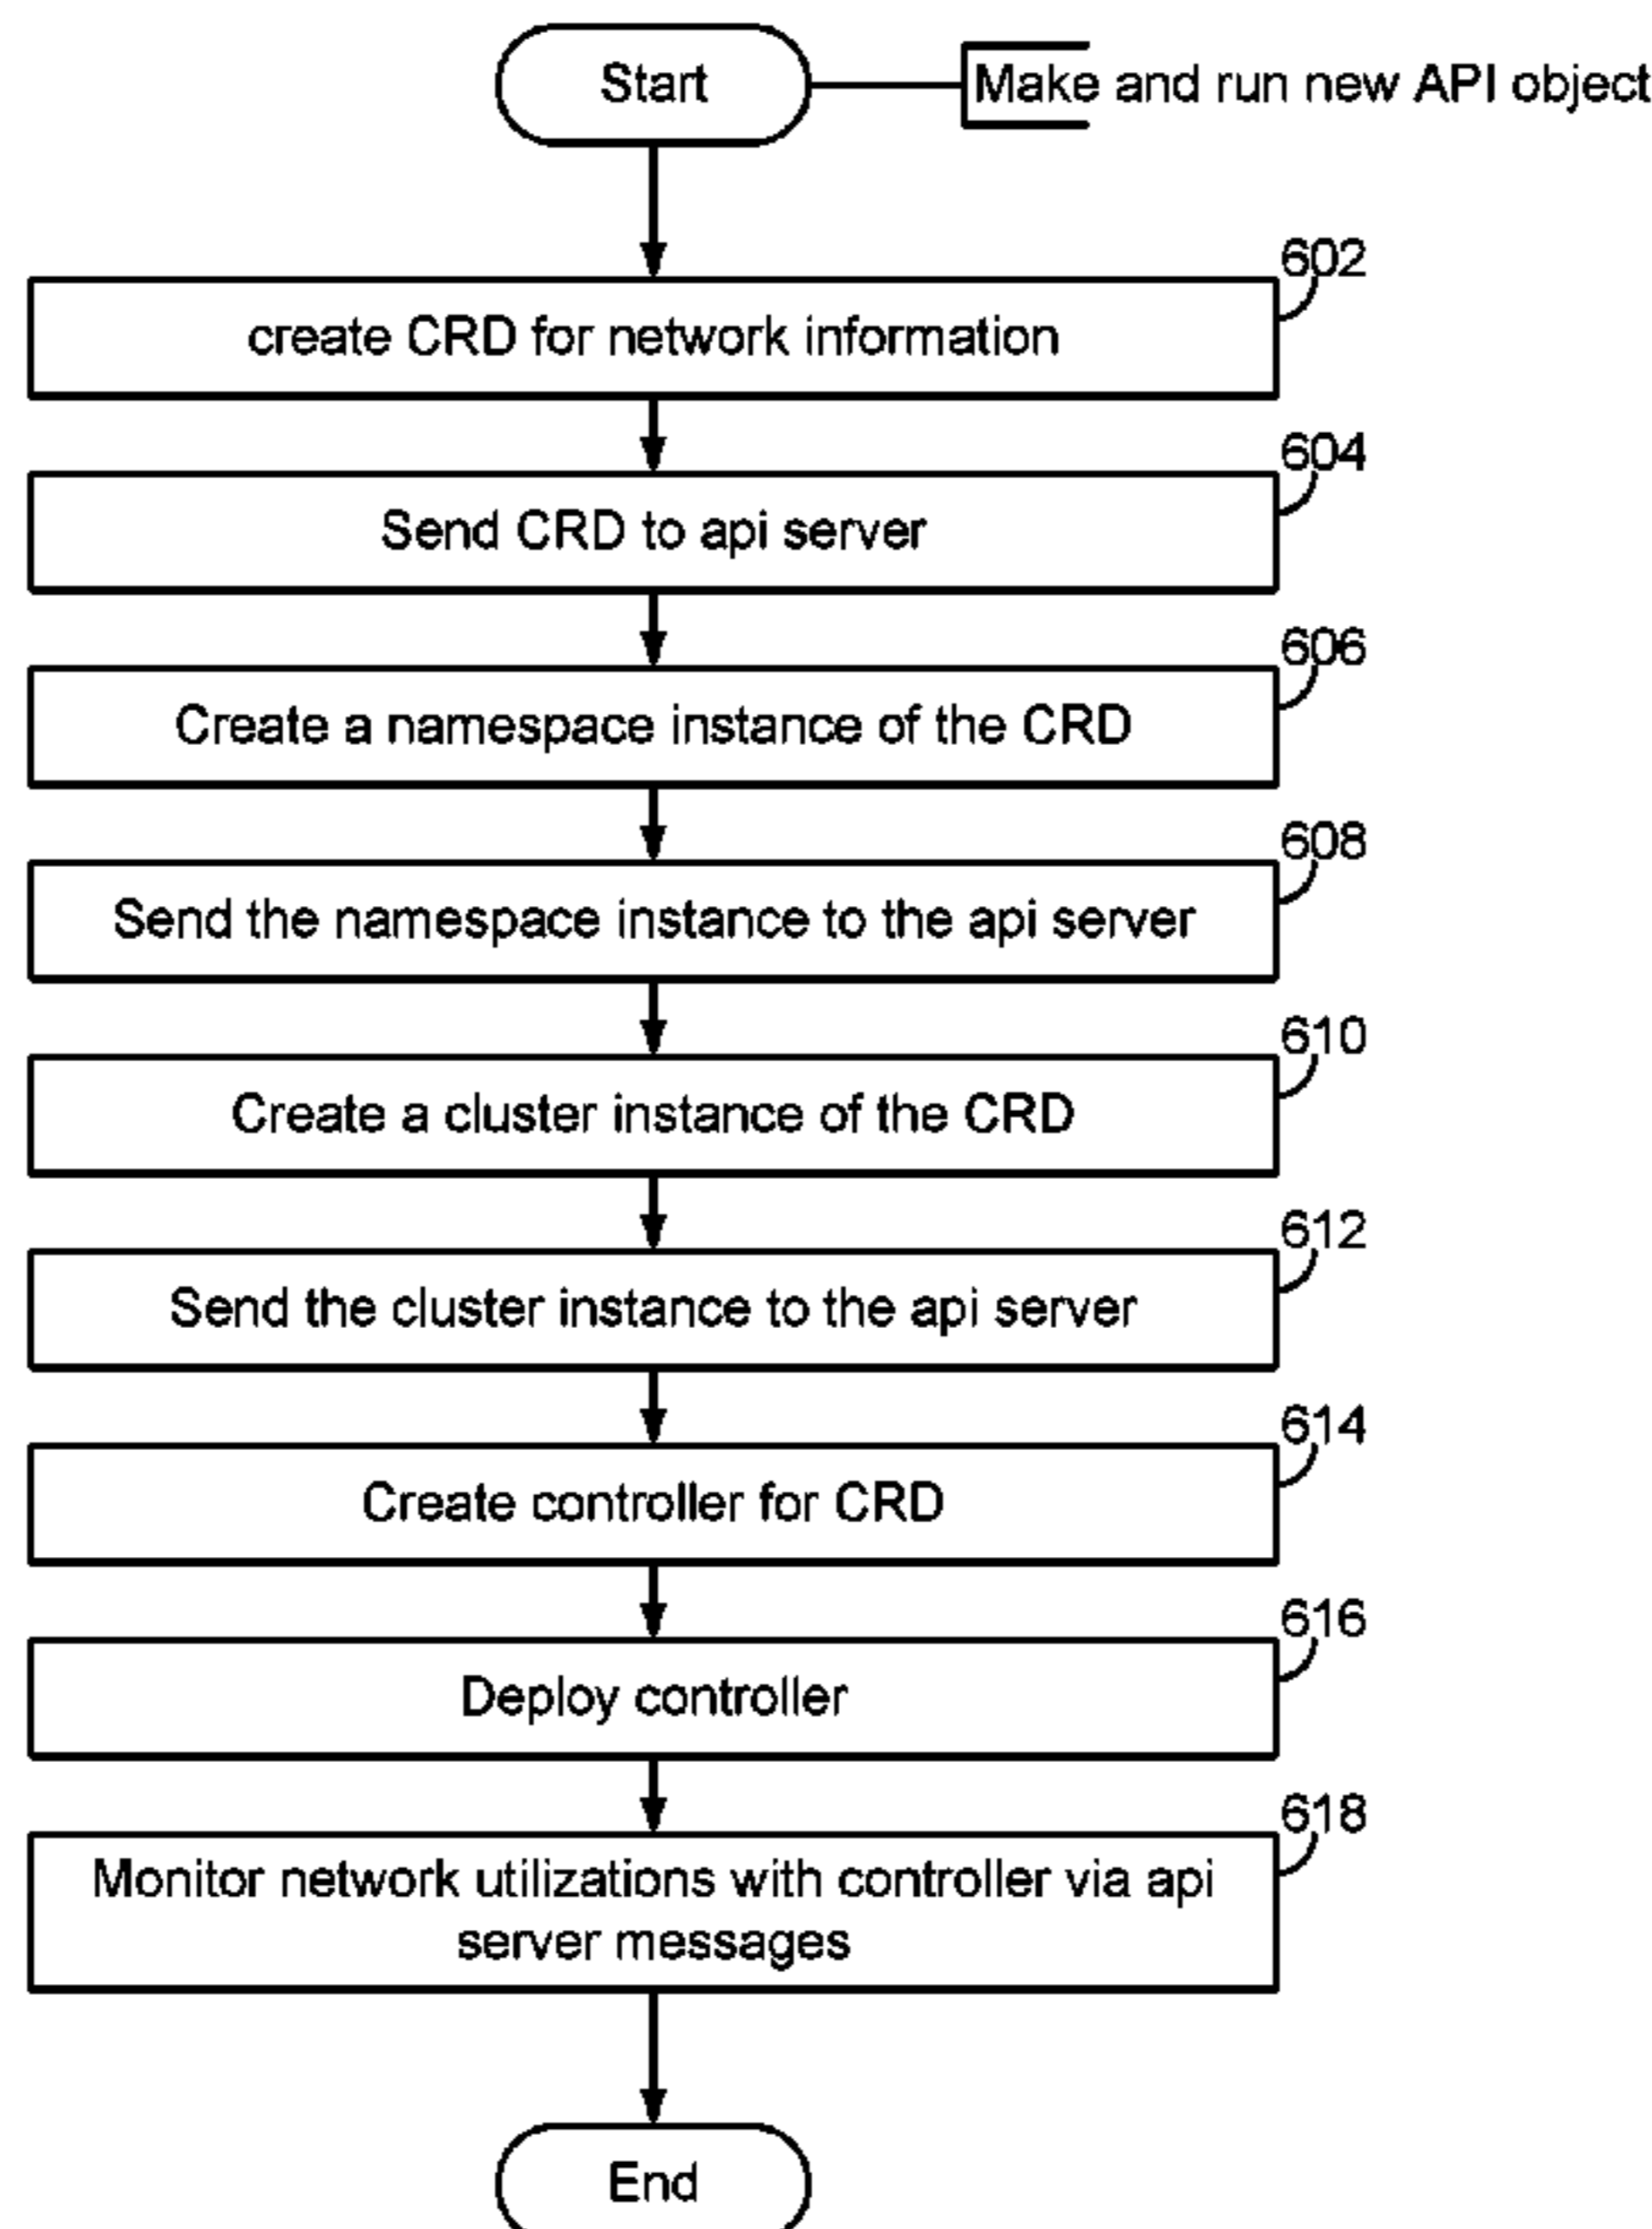 Start
Make and run new API object
602
create CRD for network information
604
Send CRD to api server
606
Create a namespace instance of the CRD
608
Send the namespace instance to the api server
610
Create a cluster instance of the CRD
612
Send the cluster instance to the api server
614
Create controller for CRD
616
Deploy controller
618
Monitor network utilizations with controller via api
server messages
End